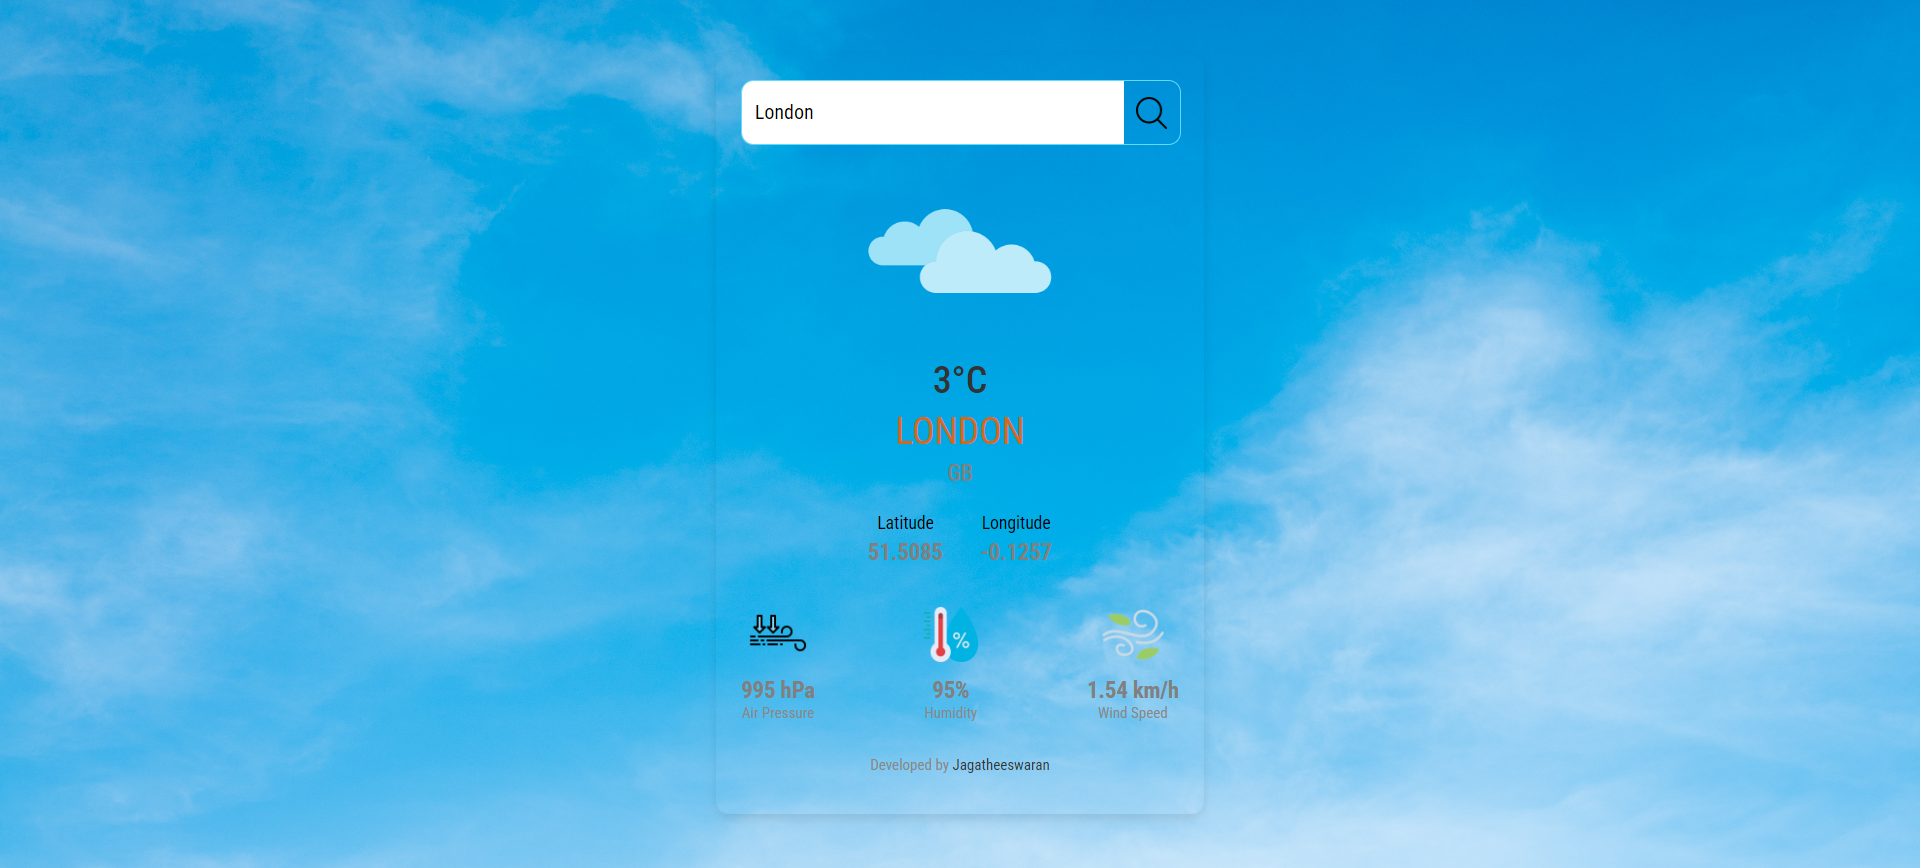 London
3°C
LONDON
GB
Latitude Longitude
51.5085 -0.1257
%
995 hPa 95% 1.54 km/h
Air Pressure Humidity Wind Speed
Developed by Jagatheeswaran